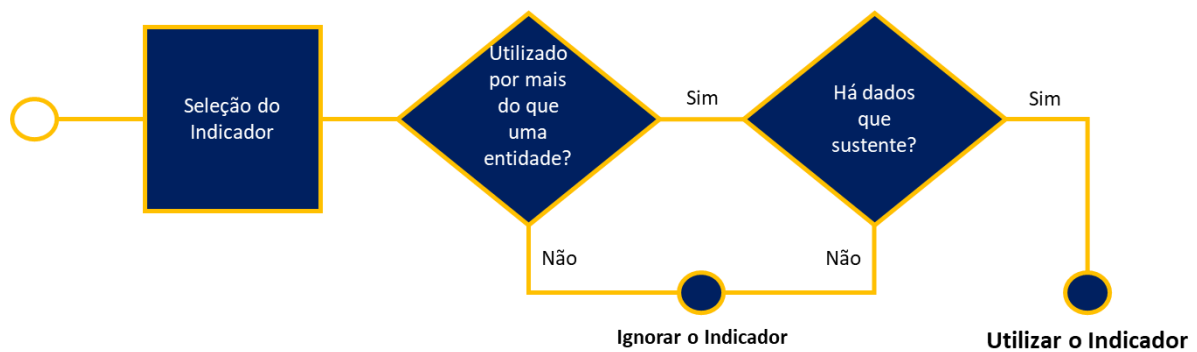 Seleção do
Indicador
Utilizado
por mais
do que
uma
entidade?
Sim
Há dados
que
sustente?
Sim
Não
Não
Ignorar o Indicador
Utilizar o Indicador